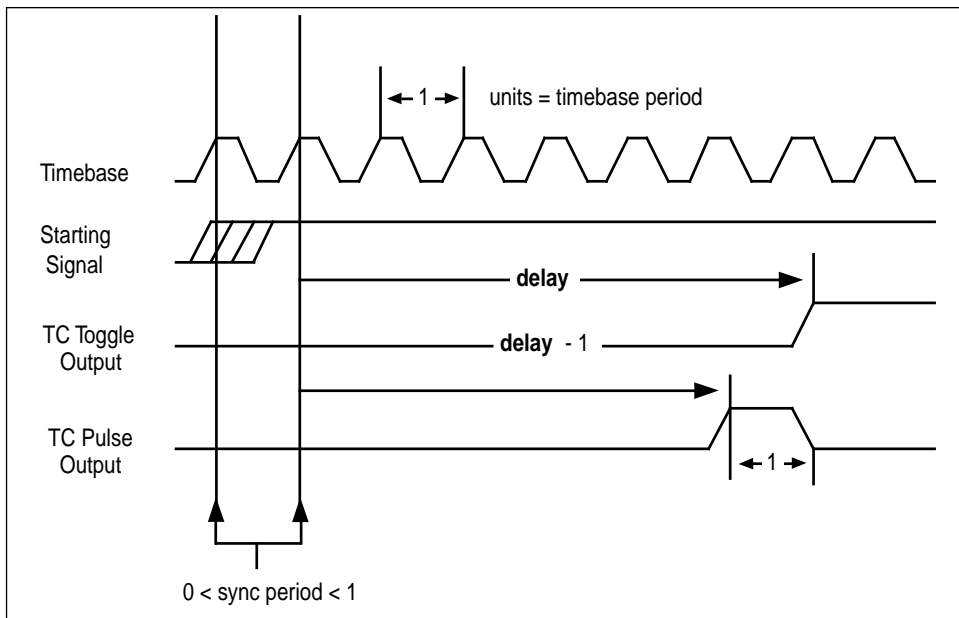 1 units = timebase period
Timebase
Starting
Signal
delay
TC Toggle
Output
delay - 1
TC Pulse
Output
1
0 < sync period < 1